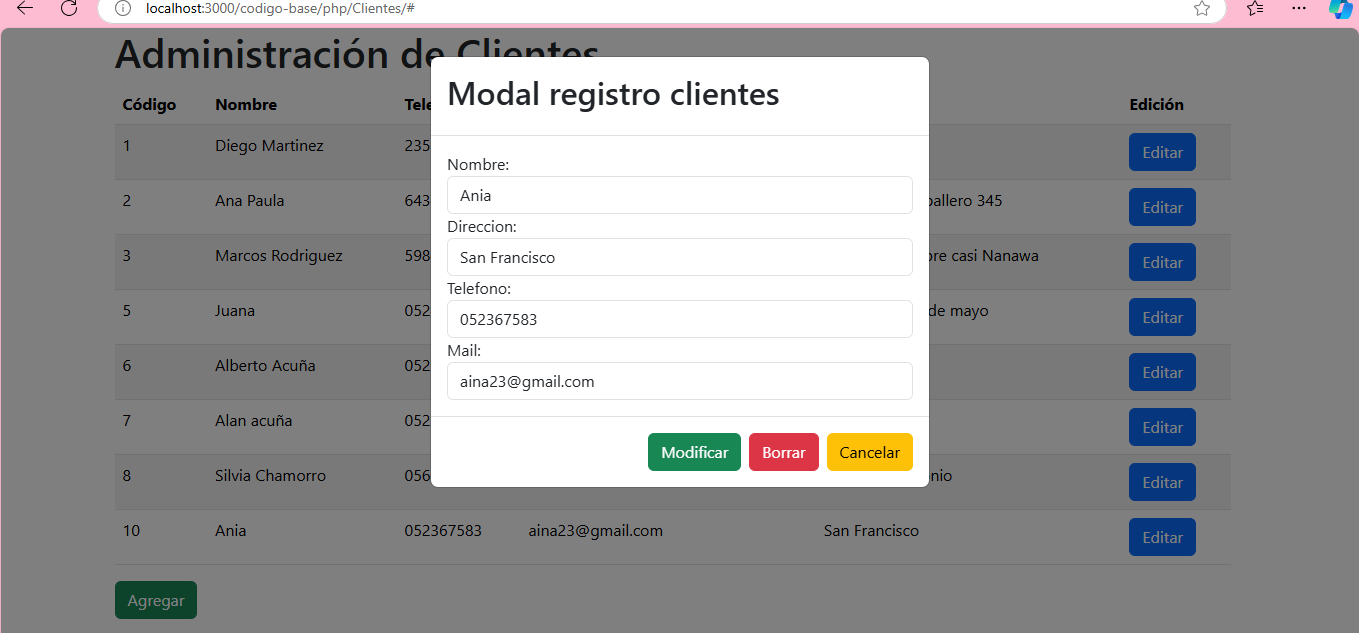 localhost:3000/codigo-base/php/Clientes/#
Administración de Clientes
Modal registro clientes
Código Nombre Edición
1 Diego Martinez 235 Editar
Nombre:
Ania
2 Ana Paula 643 345 Editar
Direccion:
San Francisco
3 Marcos Rodriguez 598 casi Nanawa Editar
Telefono:
052367583
5 Juana 052 de mayo Editar
Mail:
aina23@gmail.com
6 Alberto Acuña 052 Editar
7 Alan acuña 052 Editar
Modificar Borrar Cancelar
8 Silvia Chamorro 056 Editar
10 Ania 052367583 aina23@gmail.com San Francisco Editar
Agregar